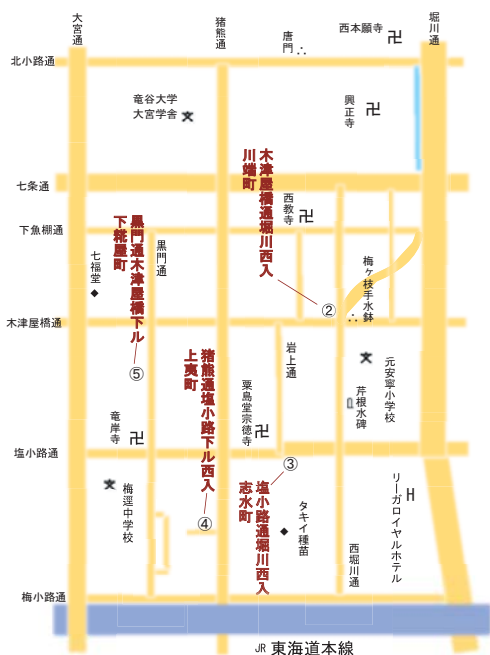 大宮通
猪熊通
唐門
西本願寺
堀川通
北小路通
竜谷大学
大宮学舎
興正寺
七条通
木津屋橋通堀川西入
川端町
西教寺
下魚棚通
黒門通木津屋橋下ル
下糀屋町
黒門通
七福堂
梅ヶ枝手水鉢
②
木津屋橋通
猪熊通塩小路下ル西入
上夷町
岩上通
元安寧小学校
⑤
芹根水碑
粟島堂宗徳寺
竜岸寺
塩小路通
③
塩小路通堀川西入
志水町
梅逕中学校
④
タキイ種苗
リーガロイヤルホテル
H
西堀川通
梅小路通
JR 東海道本線